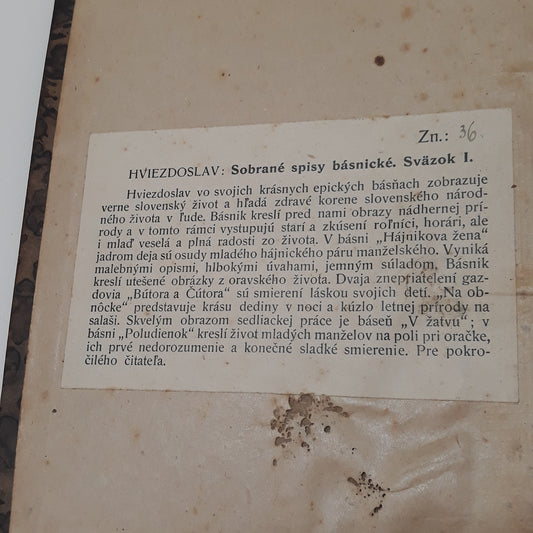 Zn.: 36.
HVIEZDOSLAV: Sobrané spisy básnické. Sväzok I.
Hviezdoslav vo svojich krásnych epických básňach zobrazuje
verne slovenský život a hľadá zdravé korene slovenského národ-
ného života v ľude. Básnik kreslí pred nami obrazy nádhernej prí-
rody a v tomto rámci vystupujú starí a zkúsení roľníci, horári, ale
i mlaď veselá a plná radosti zo života. V básni „Hájnikova žena"
jadrom deja sú osudy mladého hájnického páru manželského. Vyniká
malebnými opismi, hlbokými úvahami, jemným súladom. Básnik
kreslí utešené obrázky z oravského života. Dvaja znepriatelení gaz-
dovia „Bútora a Čútora" sú smierení láskou svojich detí. „Na ob-
nôcke" predstavuje krásu dediny v noci a kúzlo letnej prírody na
salaši. Skvelým obrazom sedliackej práce je báseň „V žatvu"; v
básni „Poludienok" kreslí život mladých manželov na poli pri oračke,
ich prvé nedorozumenie a konečné sladké smierenie. Pre pokro-
čilého čitateľa.